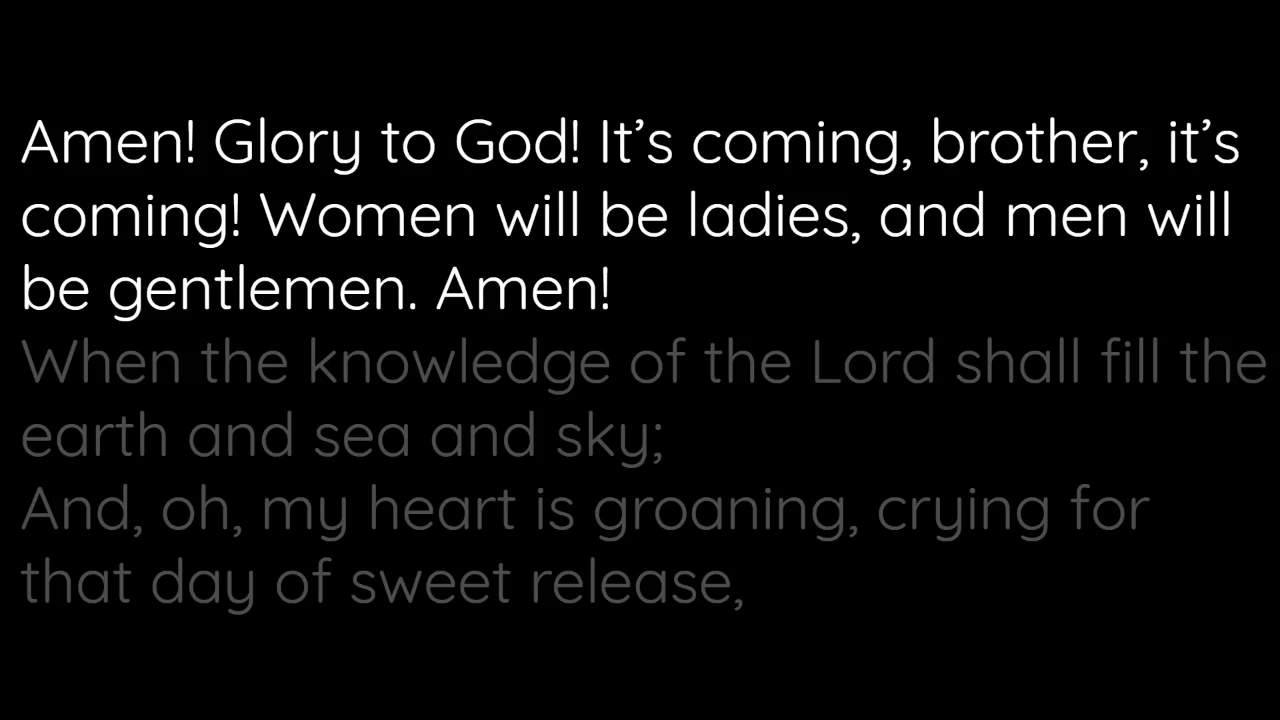 Amen! Glory to God! It’s coming, brother, it’s
coming! Women will be ladies, and men will
be gentlemen. Amen!
When the knowledge of the Lord shall fill the
earth and sea and sky;
And, oh, my heart is groaning, crying for
that day of sweet release,